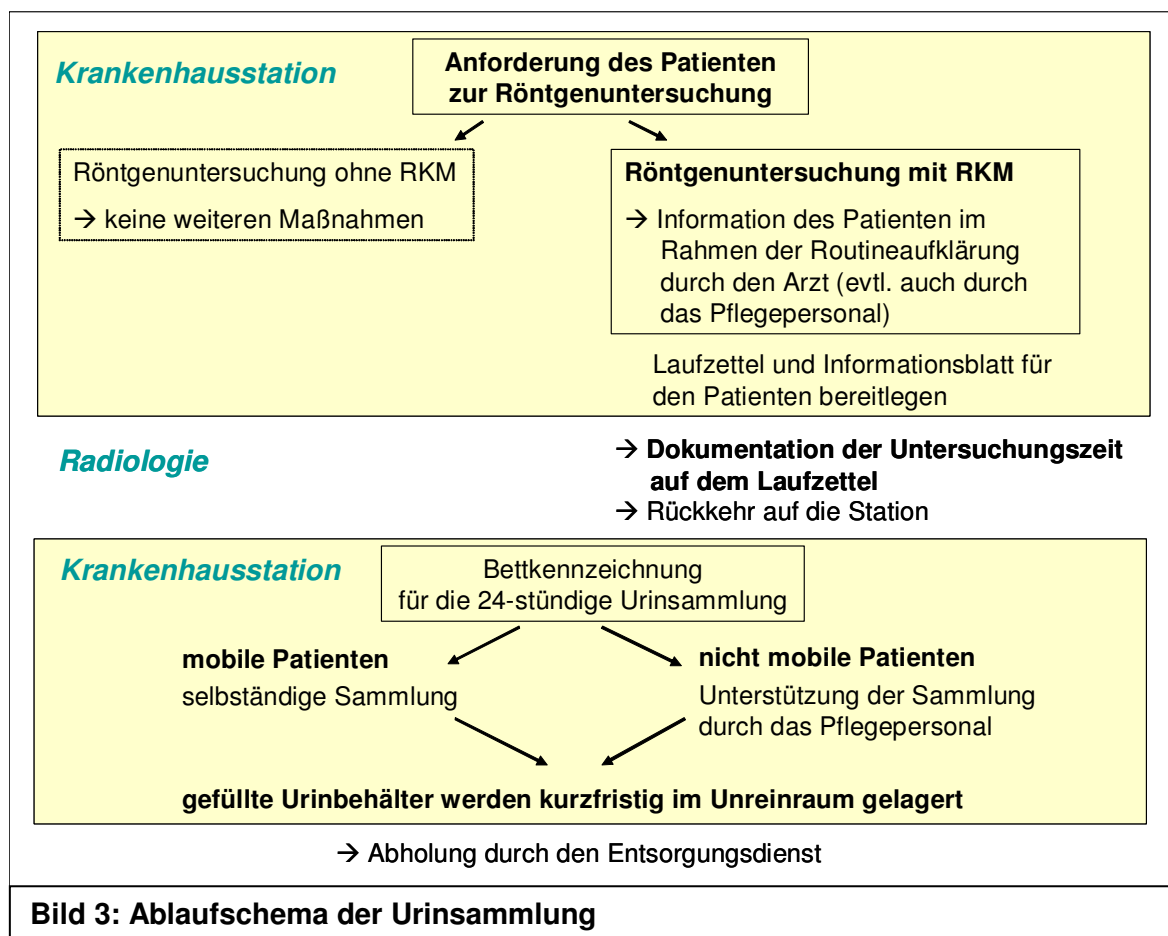 Krankenhausstation
Anforderung des Patienten
zur Röntgenuntersuchung
Röntgenuntersuchung ohne RKM
→ keine weiteren Maßnahmen
Röntgenuntersuchung mit RKM
→ Information des Patienten im
Rahmen der Routineaufklärung
durch den Arzt (evtl. auch durch
das Pflegepersonal)
Laufzettel und Informationsblatt für
den Patienten bereitlegen
Radiologie
→ Dokumentation der Untersuchungszeit
auf dem Laufzettel
→ Rückkehr auf die Station
Krankenhausstation
Bettkennzeichnung
für die 24-stündige Urinsammlung
mobile Patienten
selbständige Sammlung
nicht mobile Patienten
Unterstützung der Sammlung
durch das Pflegepersonal
gefüllte Urinbehälter werden kurzfristig im Unreinraum gelagert
→ Abholung durch den Entsorgungsdienst
Bild 3: Ablaufschema der Urinsammlung